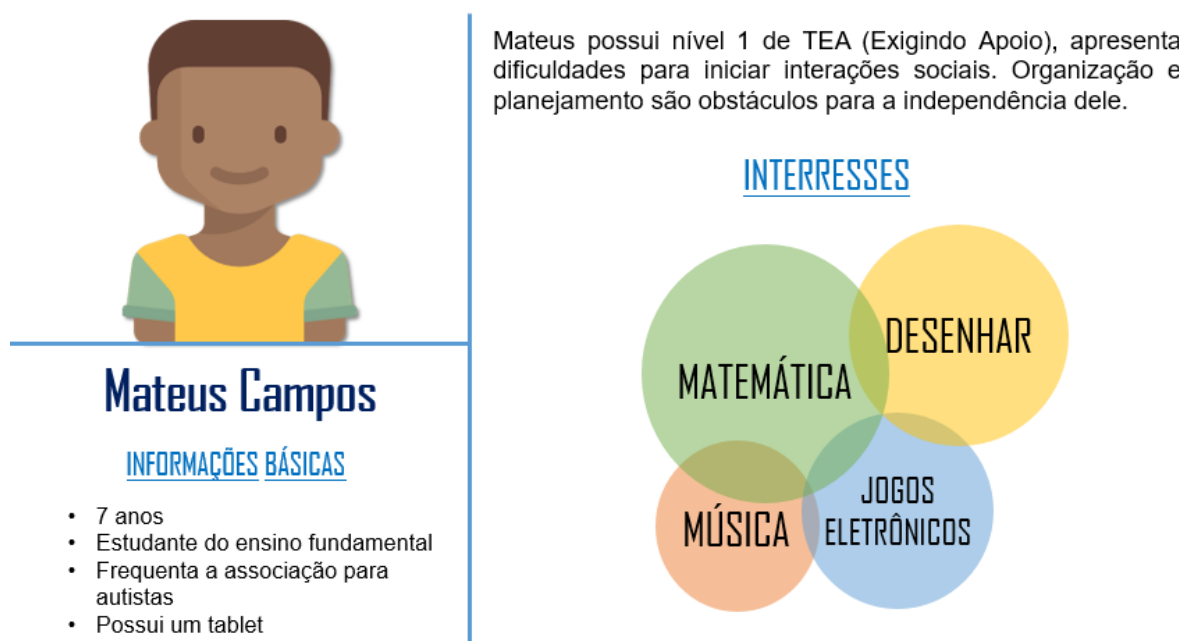 Mateus possui nível 1 de TEA (Exigindo Apoio), apresenta
dificuldades para iniciar interações sociais. Organização e
planejamento são obstáculos para a independência dele.
INTERRESSES
MATEMÁTICA
DESENHAR
MÚSICA
JOGOS
ELETRÔNICOS
Mateus Campos
INFORMAÇÕES BÁSICAS
• 7 anos
• Estudante do ensino fundamental
• Frequenta a associação para
autistas
• Possui um tablet